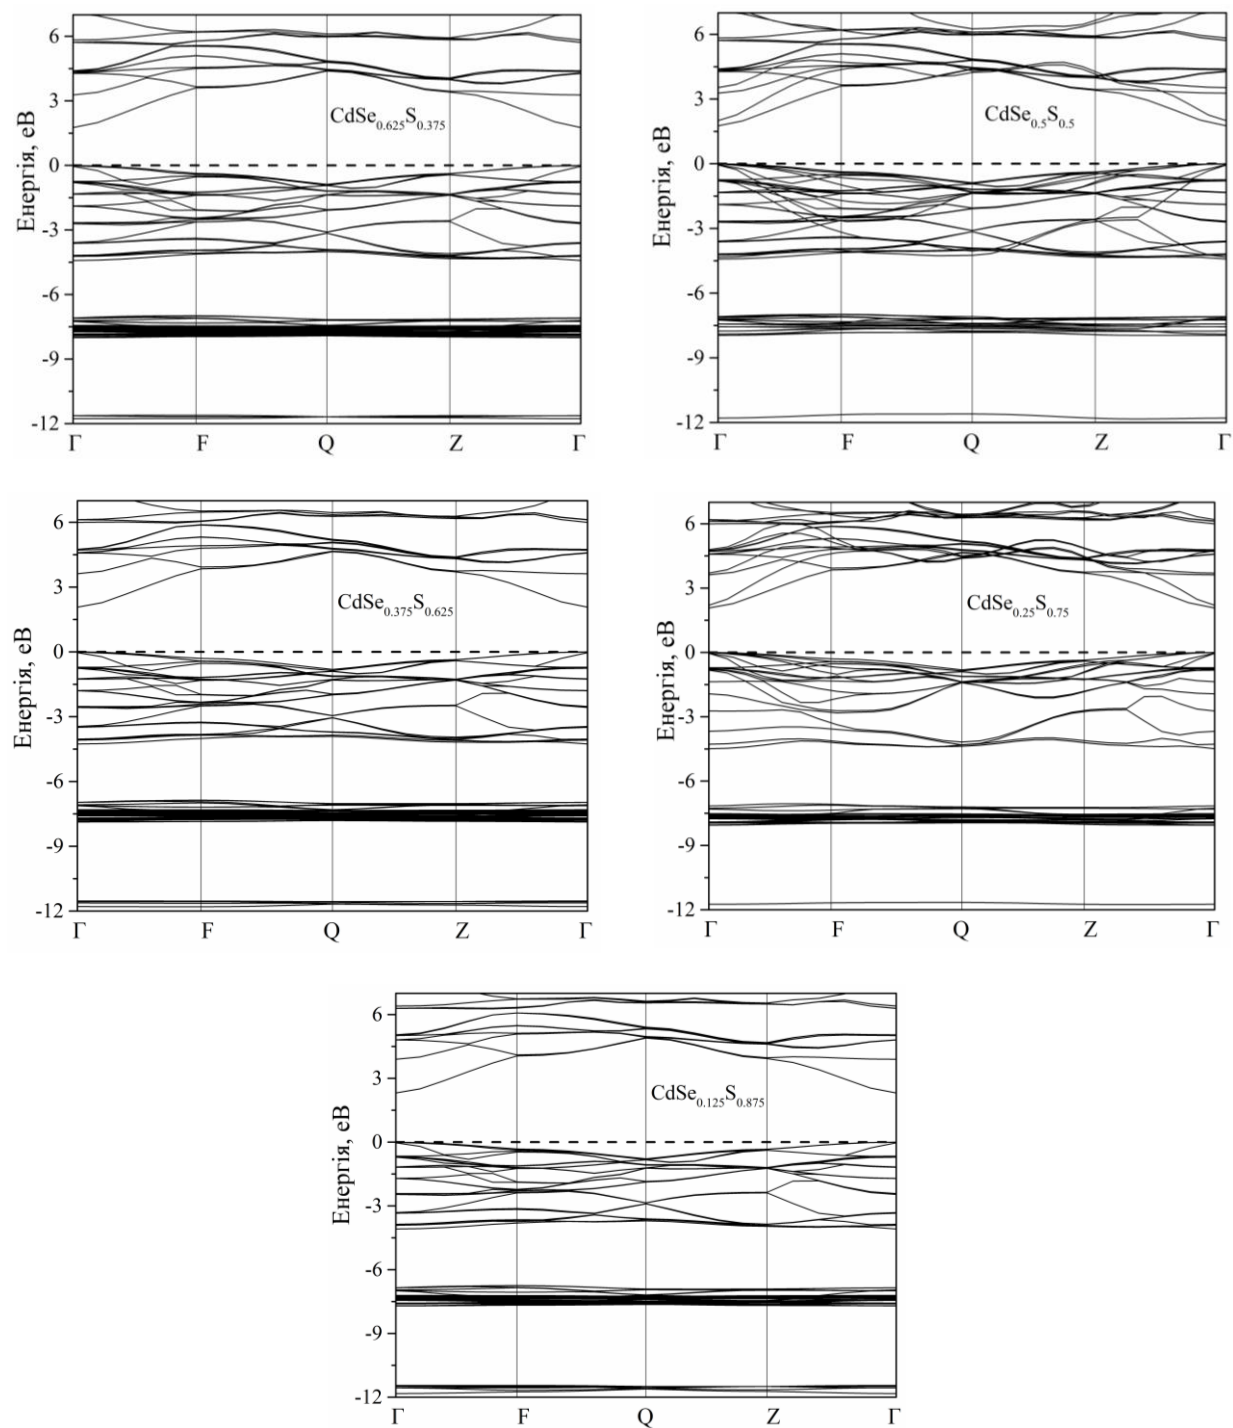 6
3
0
-3
-6
-9
-12
Енергія, еВ
CdSe0.625S0.375
Γ F Q Z Γ
6
3
0
-3
-6
-9
-12
Енергія, еВ
CdSe0.5S0.5
Γ F Q Z Γ
6
3
0
-3
-6
-9
-12
Енергія, еВ
CdSe0.375S0.625
Γ F Q Z Γ
6
3
0
-3
-6
-9
-12
Енергія, еВ
CdSe0.25S0.75
Γ F Q Z Γ
6
3
0
-3
-6
-9
-12
Енергія, еВ
CdSe0.125S0.875
Γ F Q Z Γ